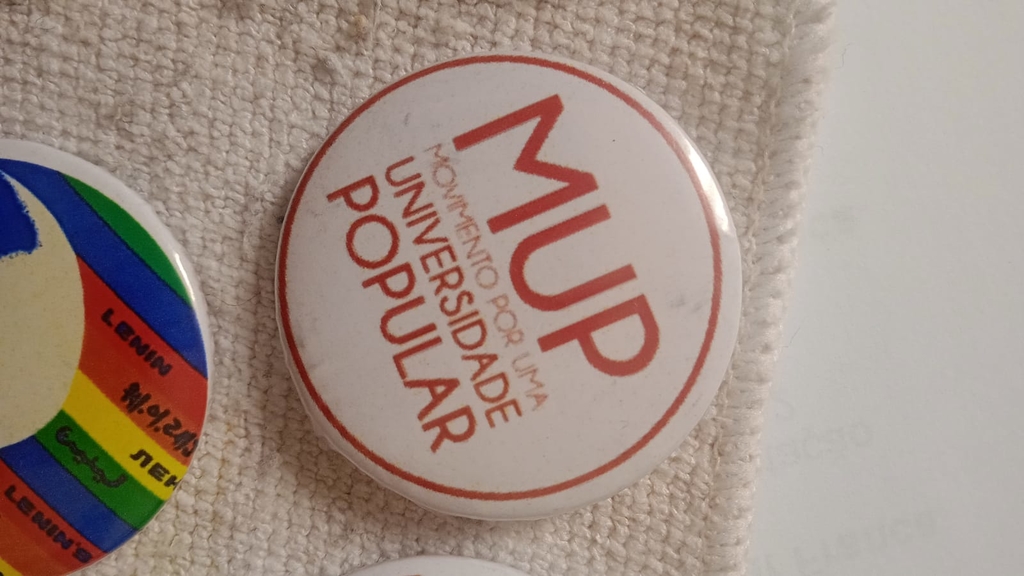 MUP
MOVIMENTO POR UMA
UNIVERSIDADE
POPULAR
LENIN
ЛЕН
LENIN